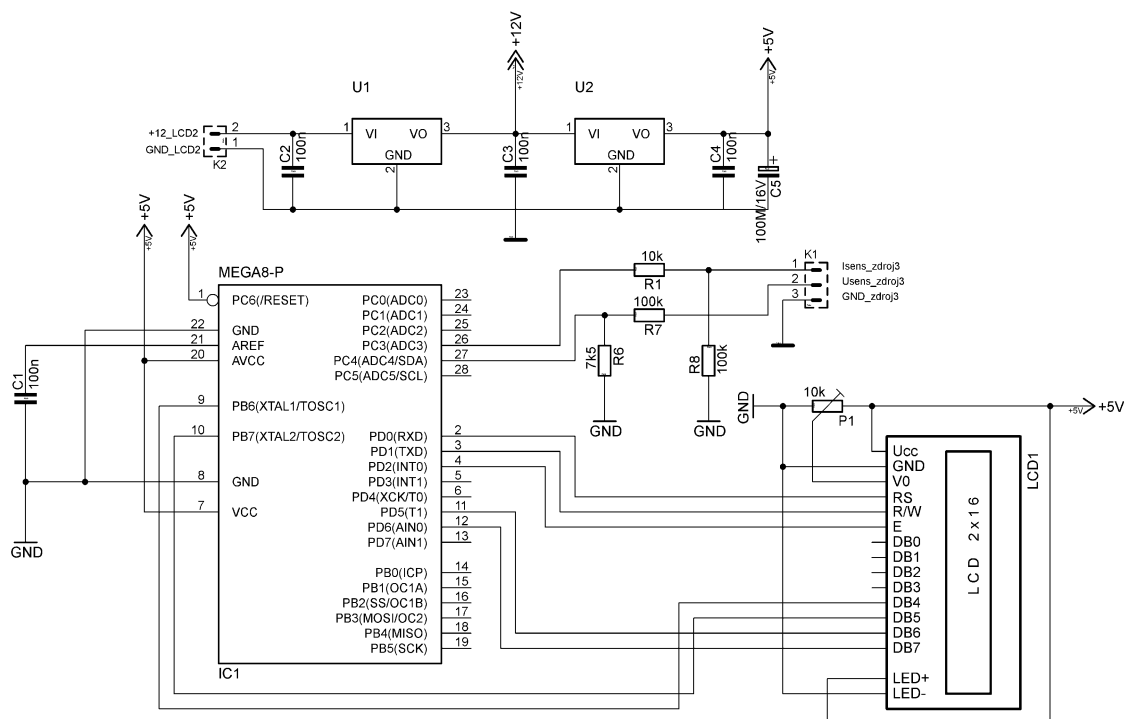 +12V
+12V
+5V
+5V
U1
U2
+12_LCD2
GND_LCD2
2
1
K2
C2
100n
1
VI
VO
3
GND
2
C3
100n
1
VI
VO
3
GND
2
C4
100n
+
C5
100M/16V
+5V
+5V
+5V
+5V
MEGA8-P
1
PC6(/RESET)
22
GND
21
AREF
20
AVCC
9
PB6(XTAL1/TOSC1)
10
PB7(XTAL2/TOSC2)
8
GND
7
VCC
PC0(ADC0)
23
PC1(ADC1)
24
PC2(ADC2)
25
PC3(ADC3)
26
PC4(ADC4/SDA)
27
PC5(ADC5/SCL)
28
PD0(RXD)
2
PD1(TXD)
3
PD2(INT0)
4
PD3(INT1)
5
PD4(XCK/T0)
6
PD5(T1)
11
PD6(AIN0)
12
PD7(AIN1)
13
PB0(ICP)
14
PB1(OC1A)
15
PB2(SS/OC1B)
16
PB3(MOSI/OC2)
17
PB4(MISO)
18
PB5(SCK)
19
IC1
C1
100n
GND
10k
R1
100k
R7
7k5
R6
GND
R8
100k
GND
K1
1
2
3
Isens_zdroj3
Usens_zdroj3
GND_zdroj3
GND
10k
P1
+5V
+5V
LCD1
Ucc
GND
V0
RS
R/W
E
DB0
DB1
DB2
DB3
DB4
DB5
DB6
DB7
LED+
LED-
LCD 2x16